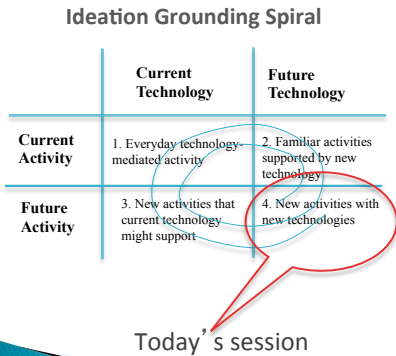 Ideation Grounding Spiral
Current
Technology
Future
Technology
Current
Activity
1. Everyday technology-
mediated activity
2. Familiar activities
supported by new
technology
Future
Activity
3. New activities that
current technology
might support
4. New activities with
new technologies
Today's session